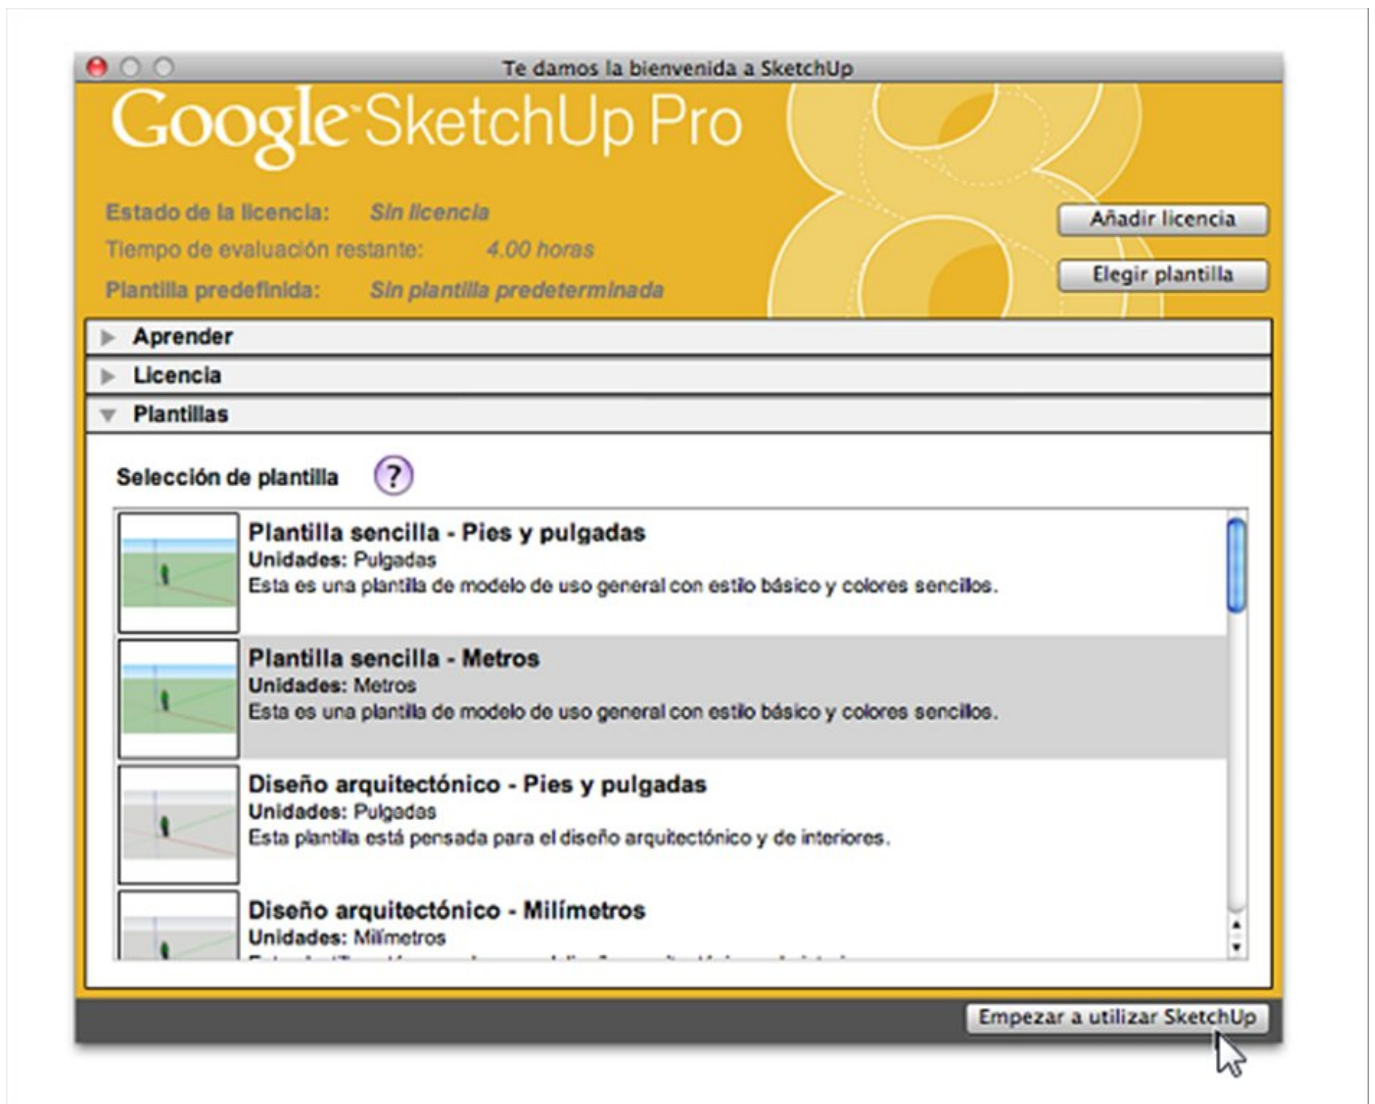 Te damos la bienvenida a SketchUp
Google™ SketchUp Pro
8
Estado de la licencia: Sin licencia
Añadir licencia
Tiempo de evaluación restante: 4.00 horas
Elegir plantilla
Plantilla predefinida: Sin plantilla predeterminada
Aprender
Licencia
Plantillas
Selección de plantilla ?
Plantilla sencilla - Pies y pulgadas
Unidades: Pulgadas
Esta es una plantilla de modelo de uso general con estilo básico y colores sencillos.
Plantilla sencilla - Metros
Unidades: Metros
Esta es una plantilla de modelo de uso general con estilo básico y colores sencillos.
Diseño arquitectónico - Pies y pulgadas
Unidades: Pulgadas
Esta plantilla está pensada para el diseño arquitectónico y de interiores.
Diseño arquitectónico - Milímetros
Unidades: Milímetros
Empezar a utilizar SketchUp